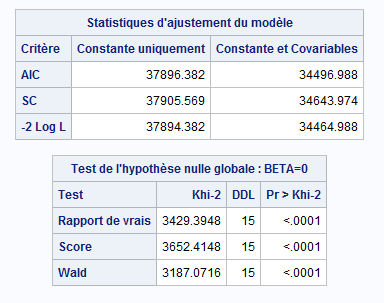 Statistiques d'ajustement du modèle
Critère Constante uniquement Constante et Covariables
AIC 37896.382 34496.988
SC 37905.569 34643.974
-2 Log L 37894.382 34464.988
Test de l'hypothèse nulle globale : BETA=0
Test Khi-2 DDL Pr > Khi-2
Rapport de vrais 3429.3948 15 <.0001
Score 3652.4148 15 <.0001
Wald 3187.0716 15 <.0001